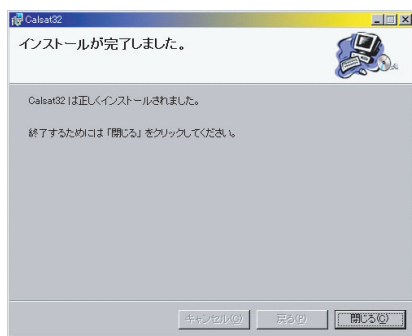 Calsat32
インストールが完了しました。
Calsat32 は正しくインストールされました。
終了するためには「閉じる」をクリックしてください。
キャンセル(C) 戻る(P) 閉じる(C)